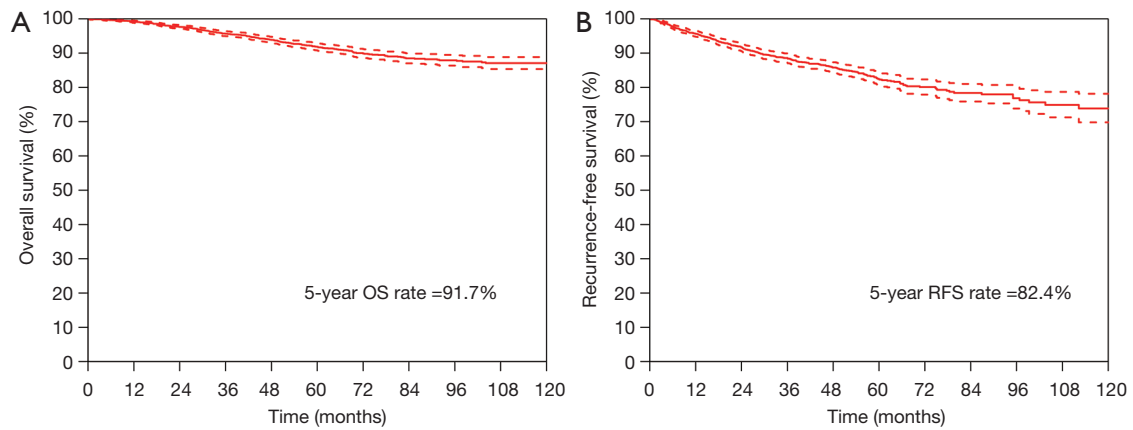 A
Overall survival (%)
100
90
80
70
60
50
40
30
20
10
0
5-year OS rate =91.7%
0 12 24 36 48 60 72 84 96 108 120
Time (months)
B
Recurrence-free survival (%)
100
90
80
70
60
50
40
30
20
10
0
5-year RFS rate =82.4%
0 12 24 36 48 60 72 84 96 108 120
Time (months)